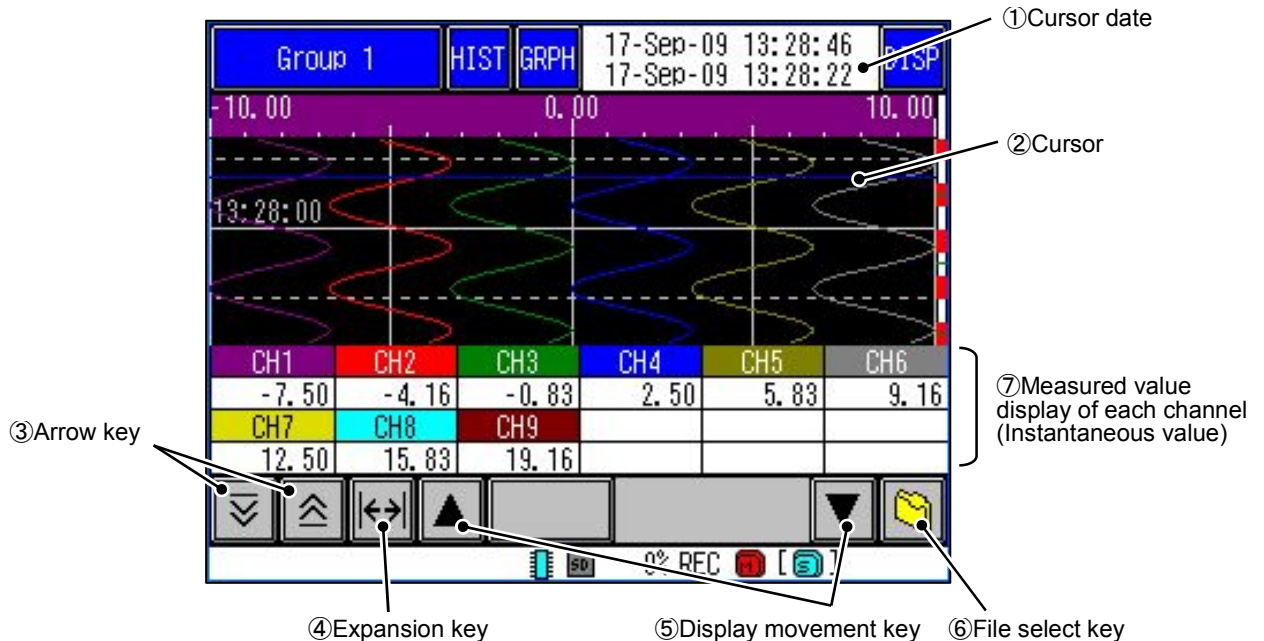 ①Cursor date
Group 1 HIST GRPH 17-Sep-09 13:28:46 DISP
17-Sep-09 13:28:22
-10.00 0.00 10.00
②Cursor
13:28:00
CH1 CH2 CH3 CH4 CH5 CH6
-7.50 -4.16 -0.83 2.50 5.83 9.16
⑦Measured value
display of each channel
(Instantaneous value)
③Arrow key
CH7 CH8 CH9
12.50 15.83 19.16
SD 0% REC M [S]
④Expansion key ⑤Display movement key ⑥File select key